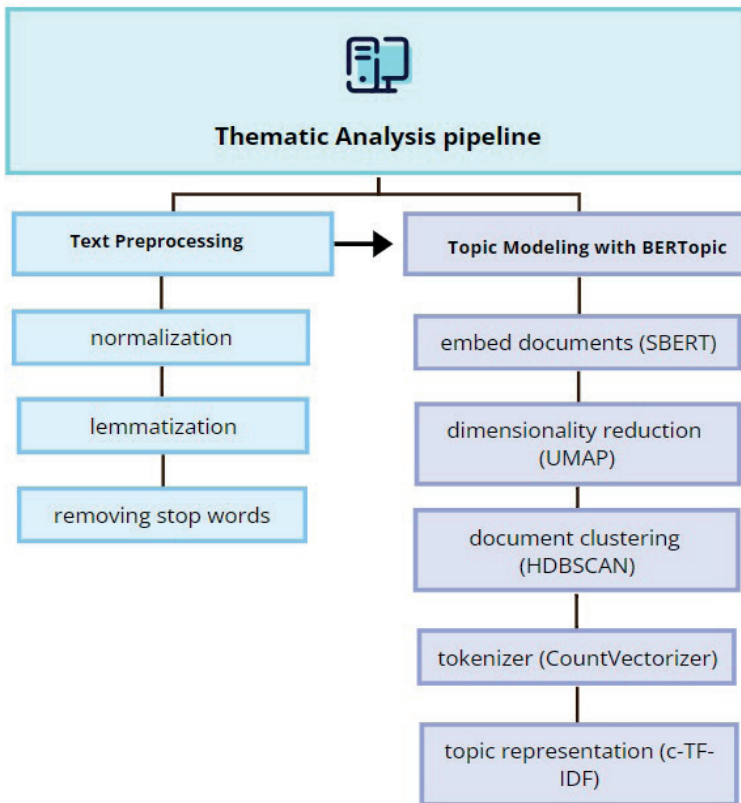 Thematic Analysis pipeline
Text Preprocessing
normalization
lemmatization
removing stop words
Topic Modeling with BERTopic
embed documents (SBERT)
dimensionality reduction
(UMAP)
document clustering
(HDBSCAN)
tokenizer (CountVectorizer)
topic representation (c-TF-
IDF)